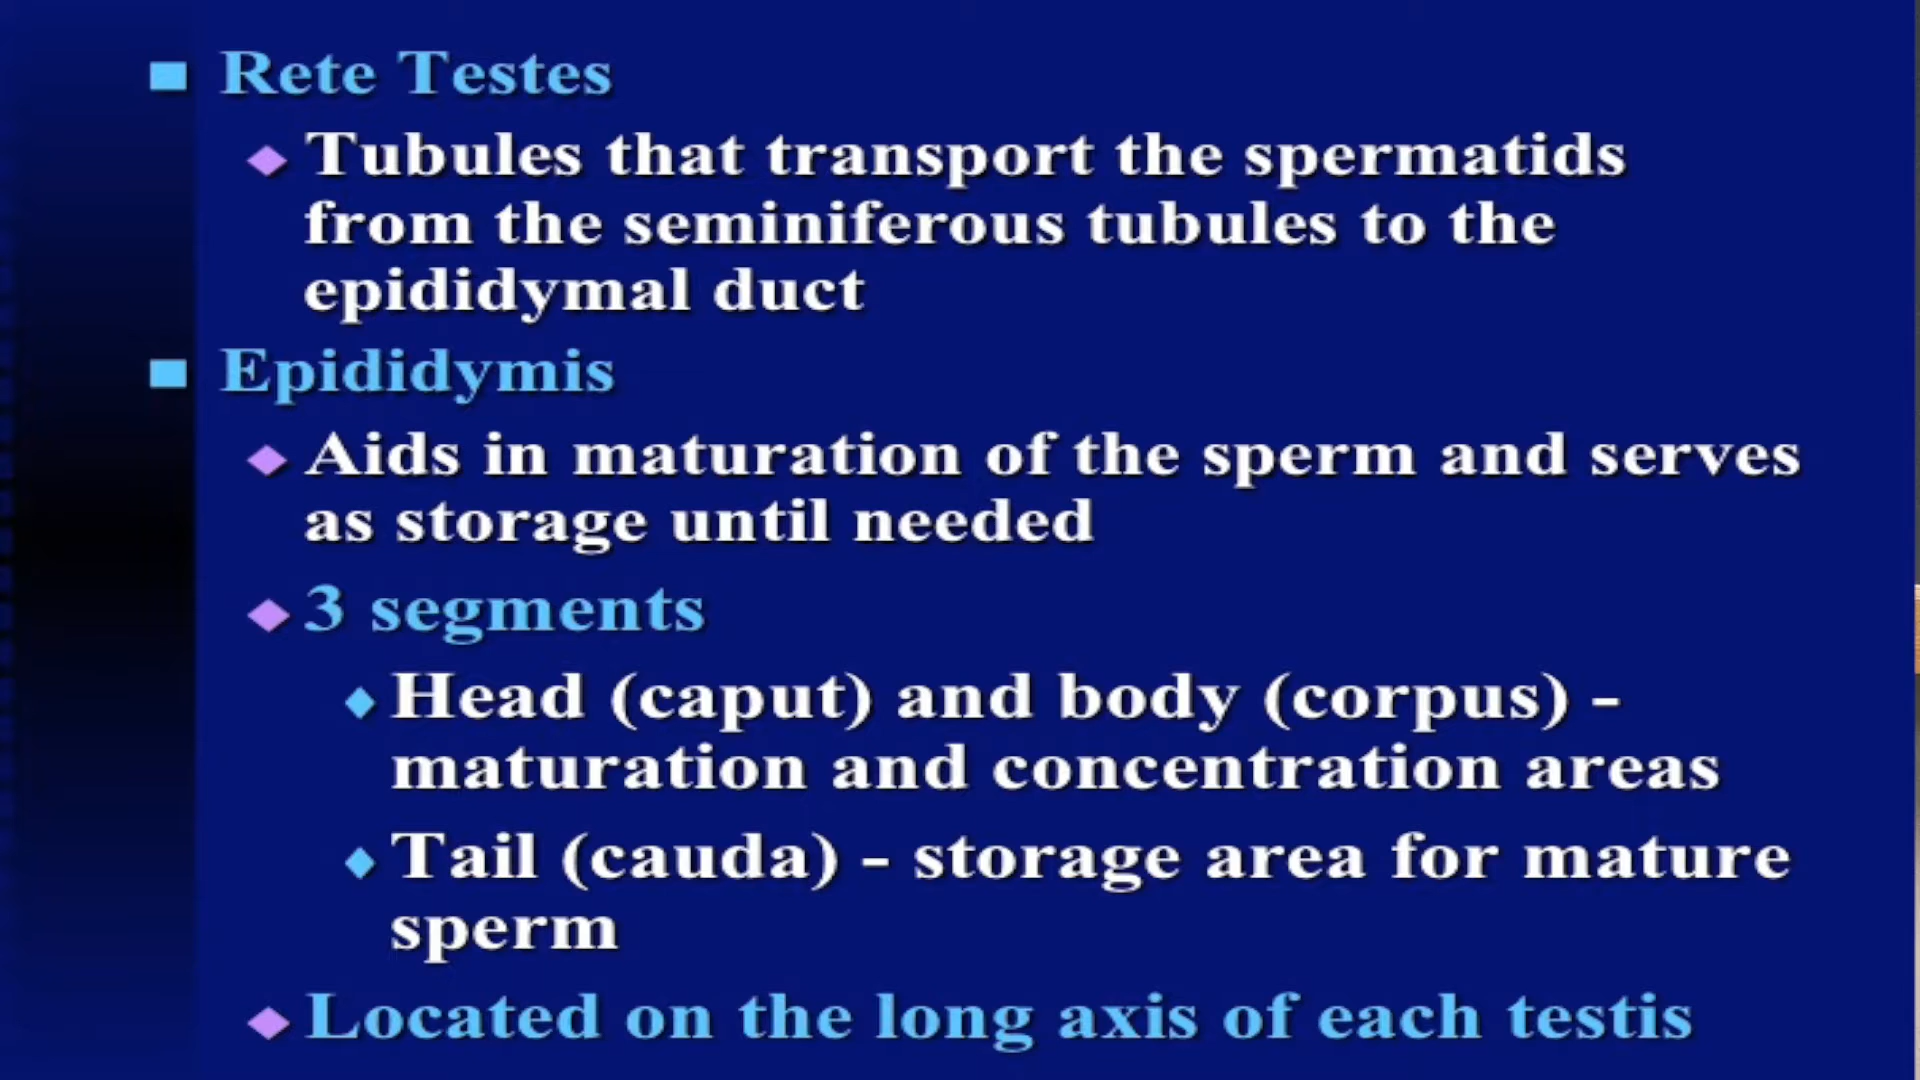 Rete Testes
Tubules that transport the spermatids
from the seminiferous tubules to the
epididymal duct
Epididymis
Aids in maturation of the sperm and serves
as storage until needed
3 segments
Head (caput) and body (corpus) -
maturation and concentration areas
Tail (cauda) - storage area for mature
sperm
Located on the long axis of each testis